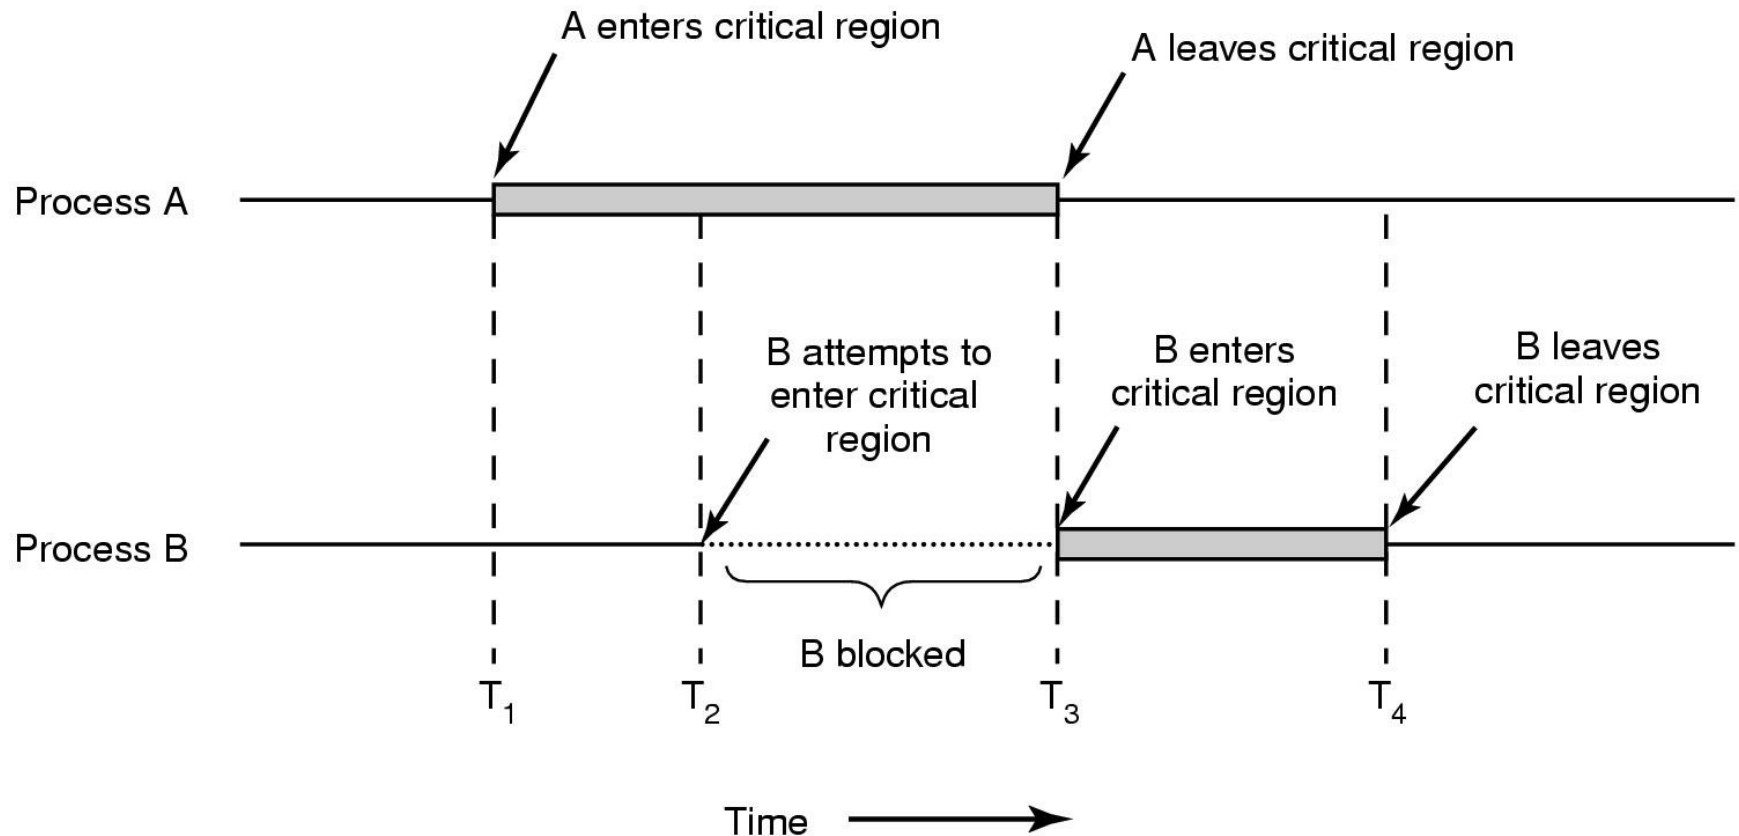 A enters critical region
A leaves critical region
Process A
B attempts to
enter critical
region
B enters
critical region
B leaves
critical region
Process B
B blocked
T1
T2
T3
T4
Time